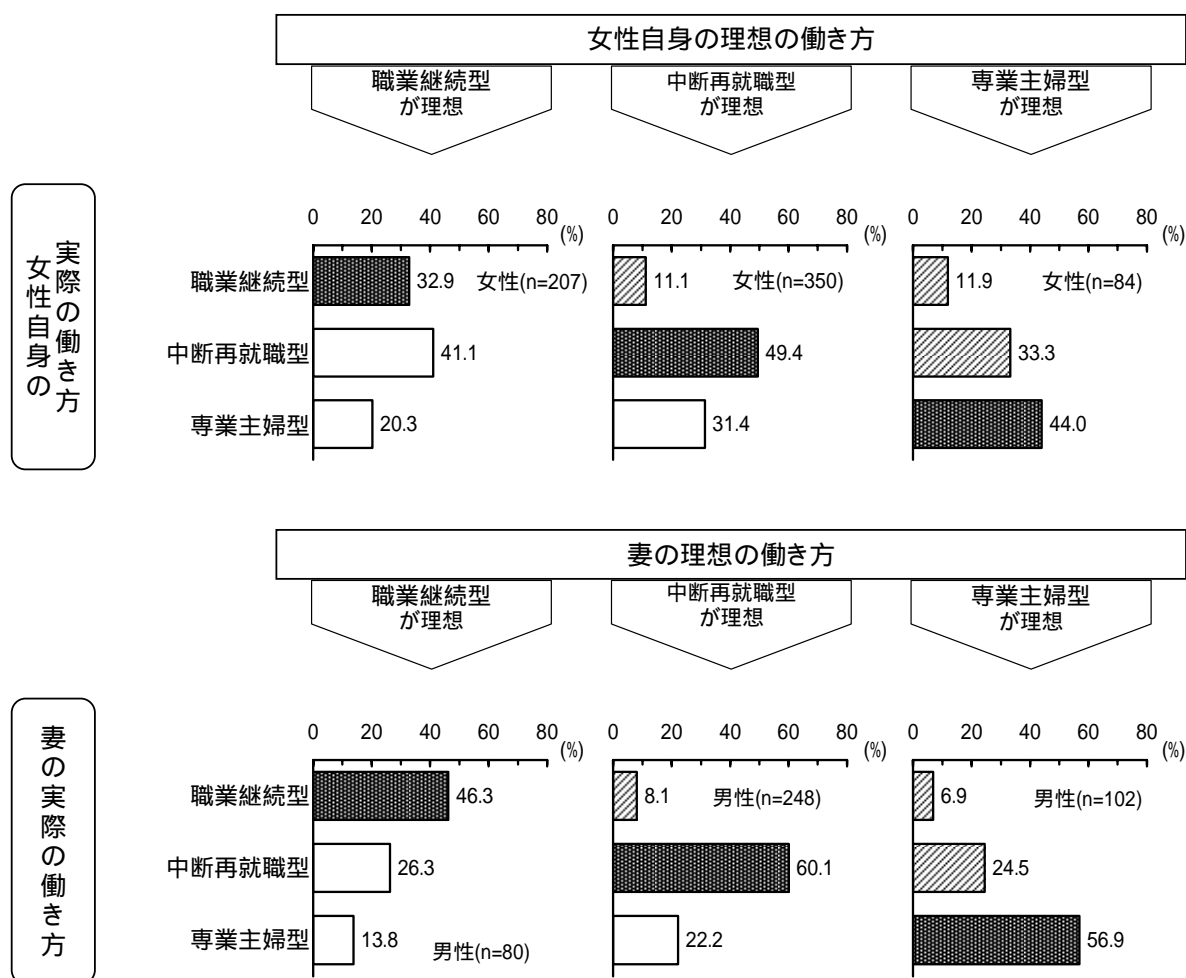 女性自身の理想の働き方
職業継続型
が理想
中断再就職型
が理想
専業主婦型
が理想
女性自身の
実際の働き方
0 20 40 60 80
(%)
0 20 40 60 80
(%)
0 20 40 60 80
(%)
職業継続型 32.9 女性(n=207) 11.1 女性(n=350) 11.9 女性(n=84)
中断再就職型 41.1 49.4 33.3
専業主婦型 20.3 31.4 44.0
妻の理想の働き方
職業継続型
が理想
中断再就職型
が理想
専業主婦型
が理想
妻の実際の働き方
0 20 40 60 80
(%)
0 20 40 60 80
(%)
0 20 40 60 80
(%)
職業継続型 46.3 8.1 男性(n=248) 6.9 男性(n=102)
中断再就職型 26.3 60.1 24.5
専業主婦型 13.8 男性(n=80) 22.2 56.9